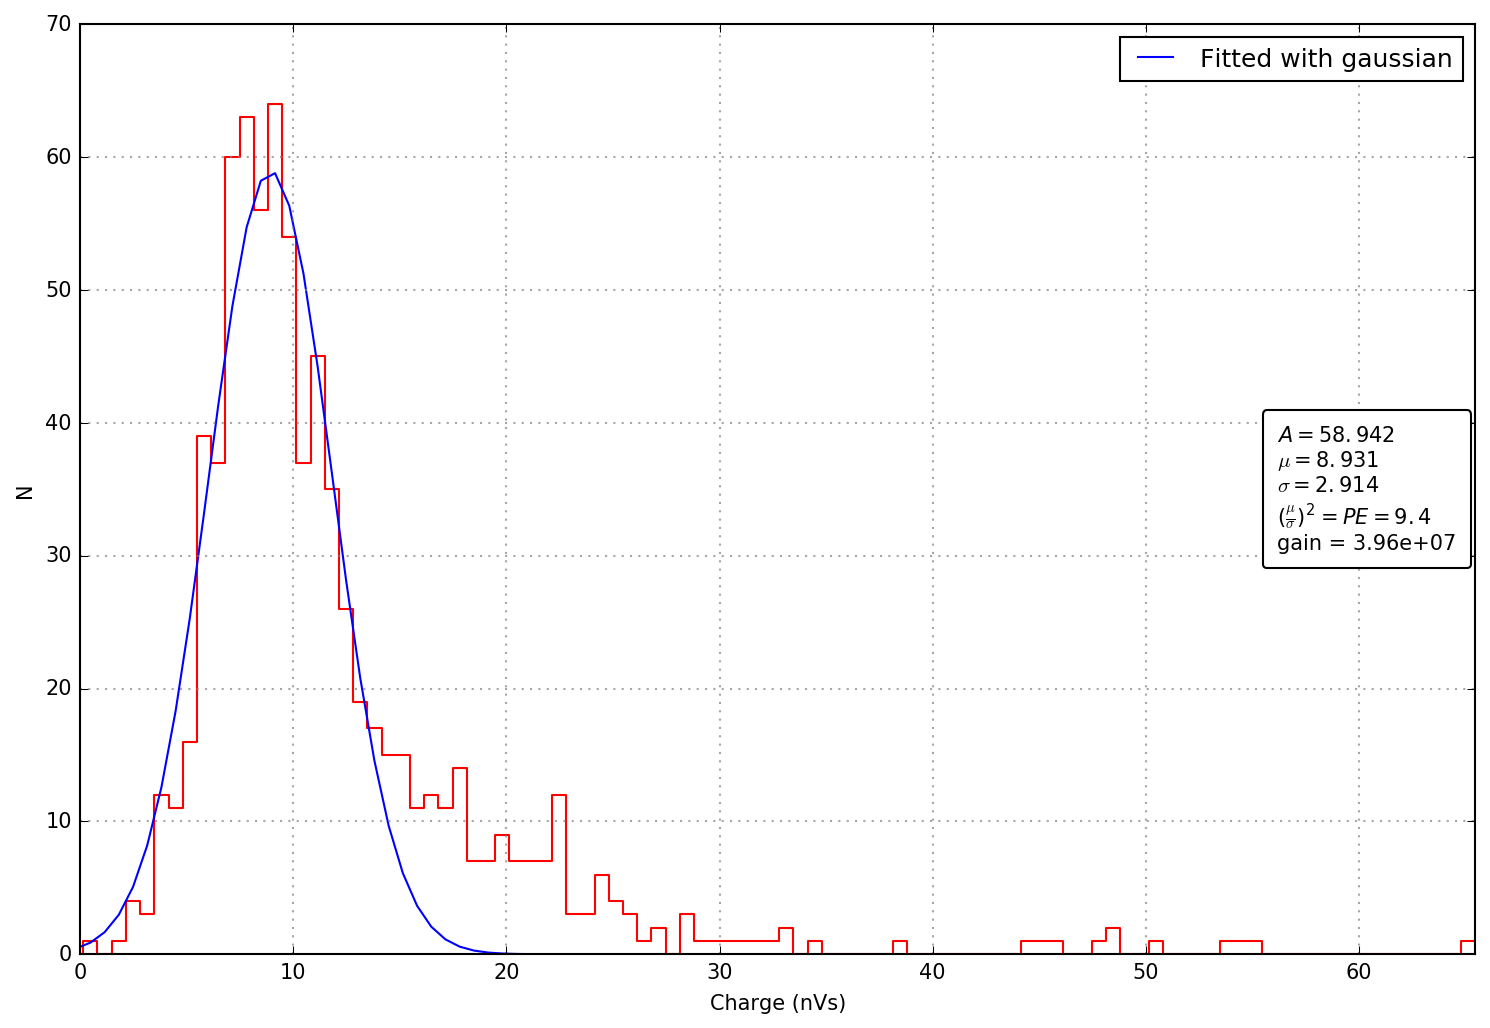 70
60
50
40
30
20
10
0
N
Fitted with gaussian
A = 58.942
μ = 8.931
σ = 2.914
(μ/σ)² = PE = 9.4
gain = 3.96e+07
0 10 20 30 40 50 60
Charge (nVs)